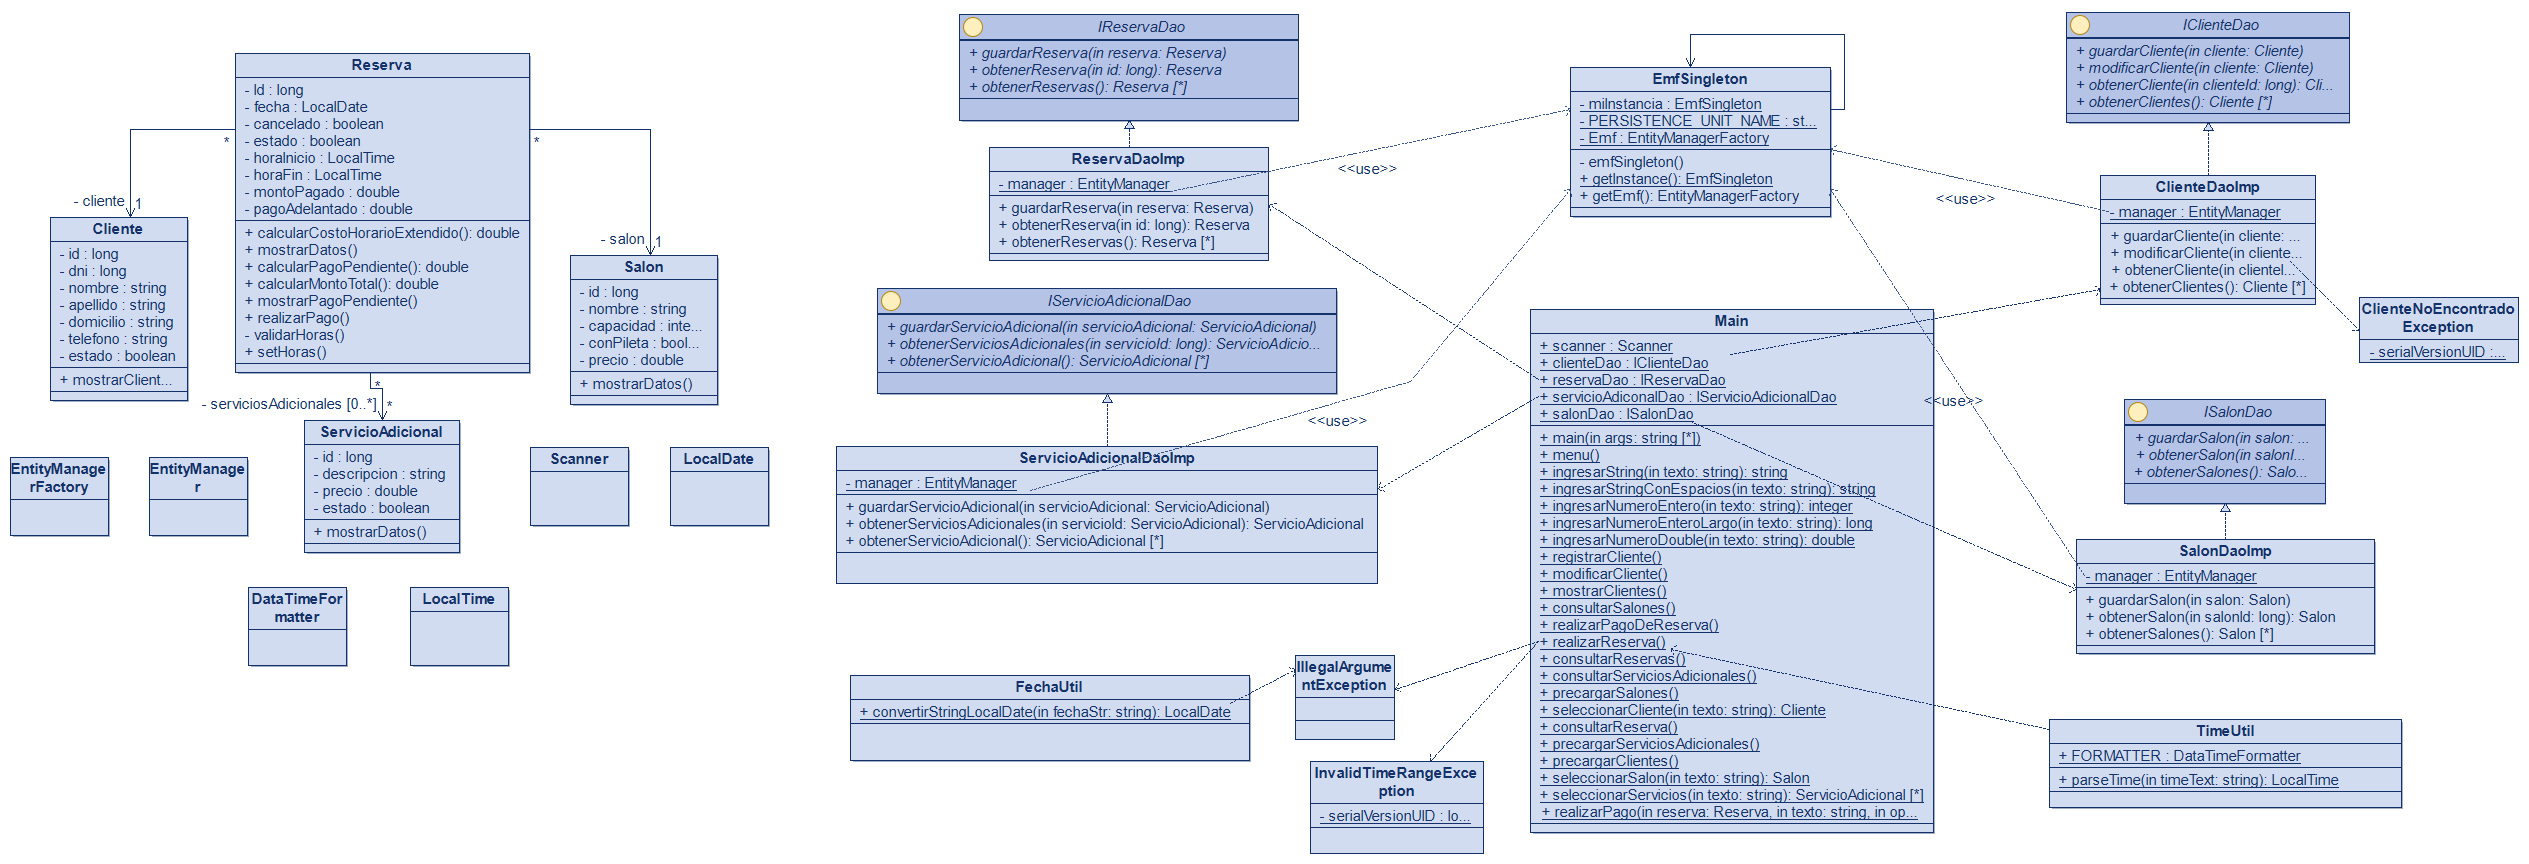 Reserva
- Id : long
- fecha : LocalDate
- cancelado : boolean
- estado : boolean
- horaInicio : LocalTime
- horaFin : LocalTime
- montoPagado : double
- pagoAdelantado : double
+ calcularCostoHorarioExtendido(): double
+ mostrarDatos()
+ calcularPagoPendiente(): double
+ calcularMontoTotal(): double
+ mostrarPagoPendiente()
+ realizarPago()
- validarHoras()
+ setHoras()
*
*
- cliente
1
- salon
1
Cliente
- id : long
- dni : long
- nombre : string
- apellido : string
- domicilio : string
- telefono : string
- estado : boolean
+ mostrarClient...
Salon
- id : long
- nombre : string
- capacidad : inte...
- conPileta : bool...
- precio : double
+ mostrarDatos()
*
- serviciosAdicionales [0..*]
*
ServicioAdicional
- id : long
- descripcion : string
- precio : double
- estado : boolean
+ mostrarDatos()
EntityManage
rFactory
EntityManage
r
Scanner
LocalDate
DataTimeFor
matter
LocalTime
IReservaDao
+ guardarReserva(in reserva: Reserva)
+ obtenerReserva(in id: long): Reserva
+ obtenerReservas(): Reserva [*]
ReservaDaoImp
- manager : EntityManager
+ guardarReserva(in reserva: Reserva)
+ obtenerReserva(in id: long): Reserva
+ obtenerReservas(): Reserva [*]
IServicioAdicionalDao
+ guardarServicioAdicional(in servicioAdicional: ServicioAdicional)
+ obtenerServiciosAdicionales(in servicioId: long): ServicioAdicio...
+ obtenerServicioAdicional(): ServicioAdicional [*]
ServicioAdicionalDaoImp
- manager : EntityManager
+ guardarServicioAdicional(in servicioAdicional: ServicioAdicional)
+ obtenerServiciosAdicionales(in servicioId: ServicioAdicional): ServicioAdicional
+ obtenerServicioAdicional(): ServicioAdicional [*]
FechaUtil
+ convertirStringLocalDate(in fechaStr: string): LocalDate
IllegalArgume
ntException
InvalidTimeRangeExce
ption
- serialVersionUID : lo...
<<use>>
<<use>>
<<use>>
<<use>>
EmfSingleton
- miInstancia : EmfSingleton
- PERSISTENCE_UNIT_NAME : st...
- Emf : EntityManagerFactory
- emfSingleton()
+ getInstance(): EmfSingleton
+ getEmf(): EntityManagerFactory
Main
+ scanner : Scanner
+ clienteDao : IClienteDao
+ reservaDao : IReservaDao
+ servicioAdiconalDao : IServicioAdicionalDao
+ salonDao : ISalonDao
+ main(in args: string [*])
+ menu()
+ ingresarString(in texto: string): string
+ ingresarStringConEspacios(in texto: string): string
+ ingresarNumeroEntero(in texto: string): integer
+ ingresarNumeroEnteroLargo(in texto: string): long
+ ingresarNumeroDouble(in texto: string): double
+ registrarCliente()
+ modificarCliente()
+ mostrarClientes()
+ consultarSalones()
+ realizarPagoDeReserva()
+ realizarReserva()
+ consultarReservas()
+ consultarServiciosAdicionales()
+ precargarSalones()
+ seleccionarCliente(in texto: string): Cliente
+ consultarReserva()
+ precargarServiciosAdicionales()
+ precargarClientes()
+ seleccionarSalon(in texto: string): Salon
+ seleccionarServicios(in texto: string): ServicioAdicional [*]
+ realizarPago(in reserva: Reserva, in texto: string, in op...
IClienteDao
+ guardarCliente(in cliente: Cliente)
+ modificarCliente(in cliente: Cliente)
+ obtenerCliente(in clienteId: long): Cli...
+ obtenerClientes(): Cliente [*]
ClienteDaoImp
- manager : EntityManager
+ guardarCliente(in cliente: ...
+ modificarCliente(in cliente...
+ obtenerCliente(in clienteI...
+ obtenerClientes(): Cliente [*]
ClienteNoEncontrado
Exception
- serialVersionUID :...
ISalonDao
+ guardarSalon(in salon: ...
+ obtenerSalon(in salonI...
+ obtenerSalones(): Salo...
SalonDaoImp
- manager : EntityManager
+ guardarSalon(in salon: Salon)
+ obtenerSalon(in salonId: long): Salon
+ obtenerSalones(): Salon [*]
TimeUtil
+ FORMATTER : DataTimeFormatter
+ parseTime(in timeText: string): LocalTime